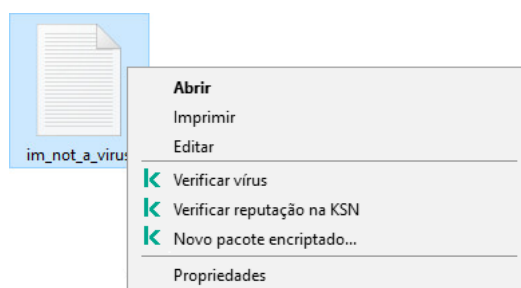 im_not_a_virus
Abrir
Imprimir
Editar
Verificar vírus
Verificar reputação na KSN
Novo pacote encriptado...
Propriedades